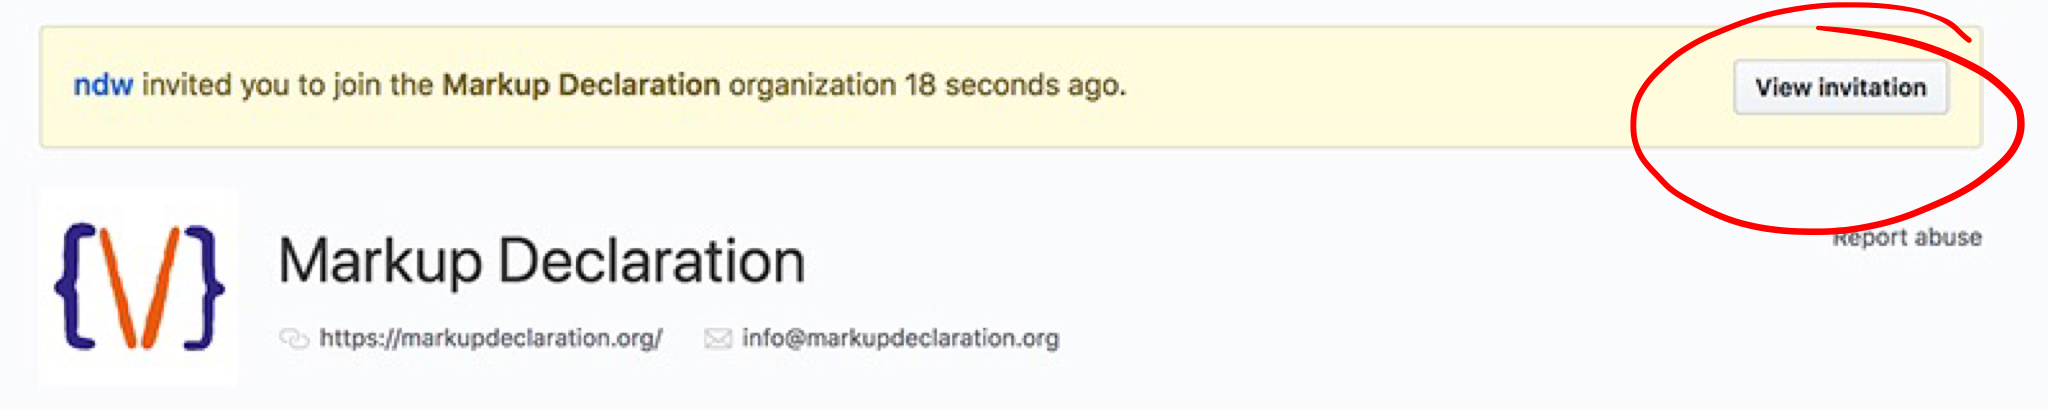 ndw invited you to join the Markup Declaration organization 18 seconds ago.
View invitation
Markup Declaration
Report abuse
https://markupdeclaration.org/ info@markupdeclaration.org